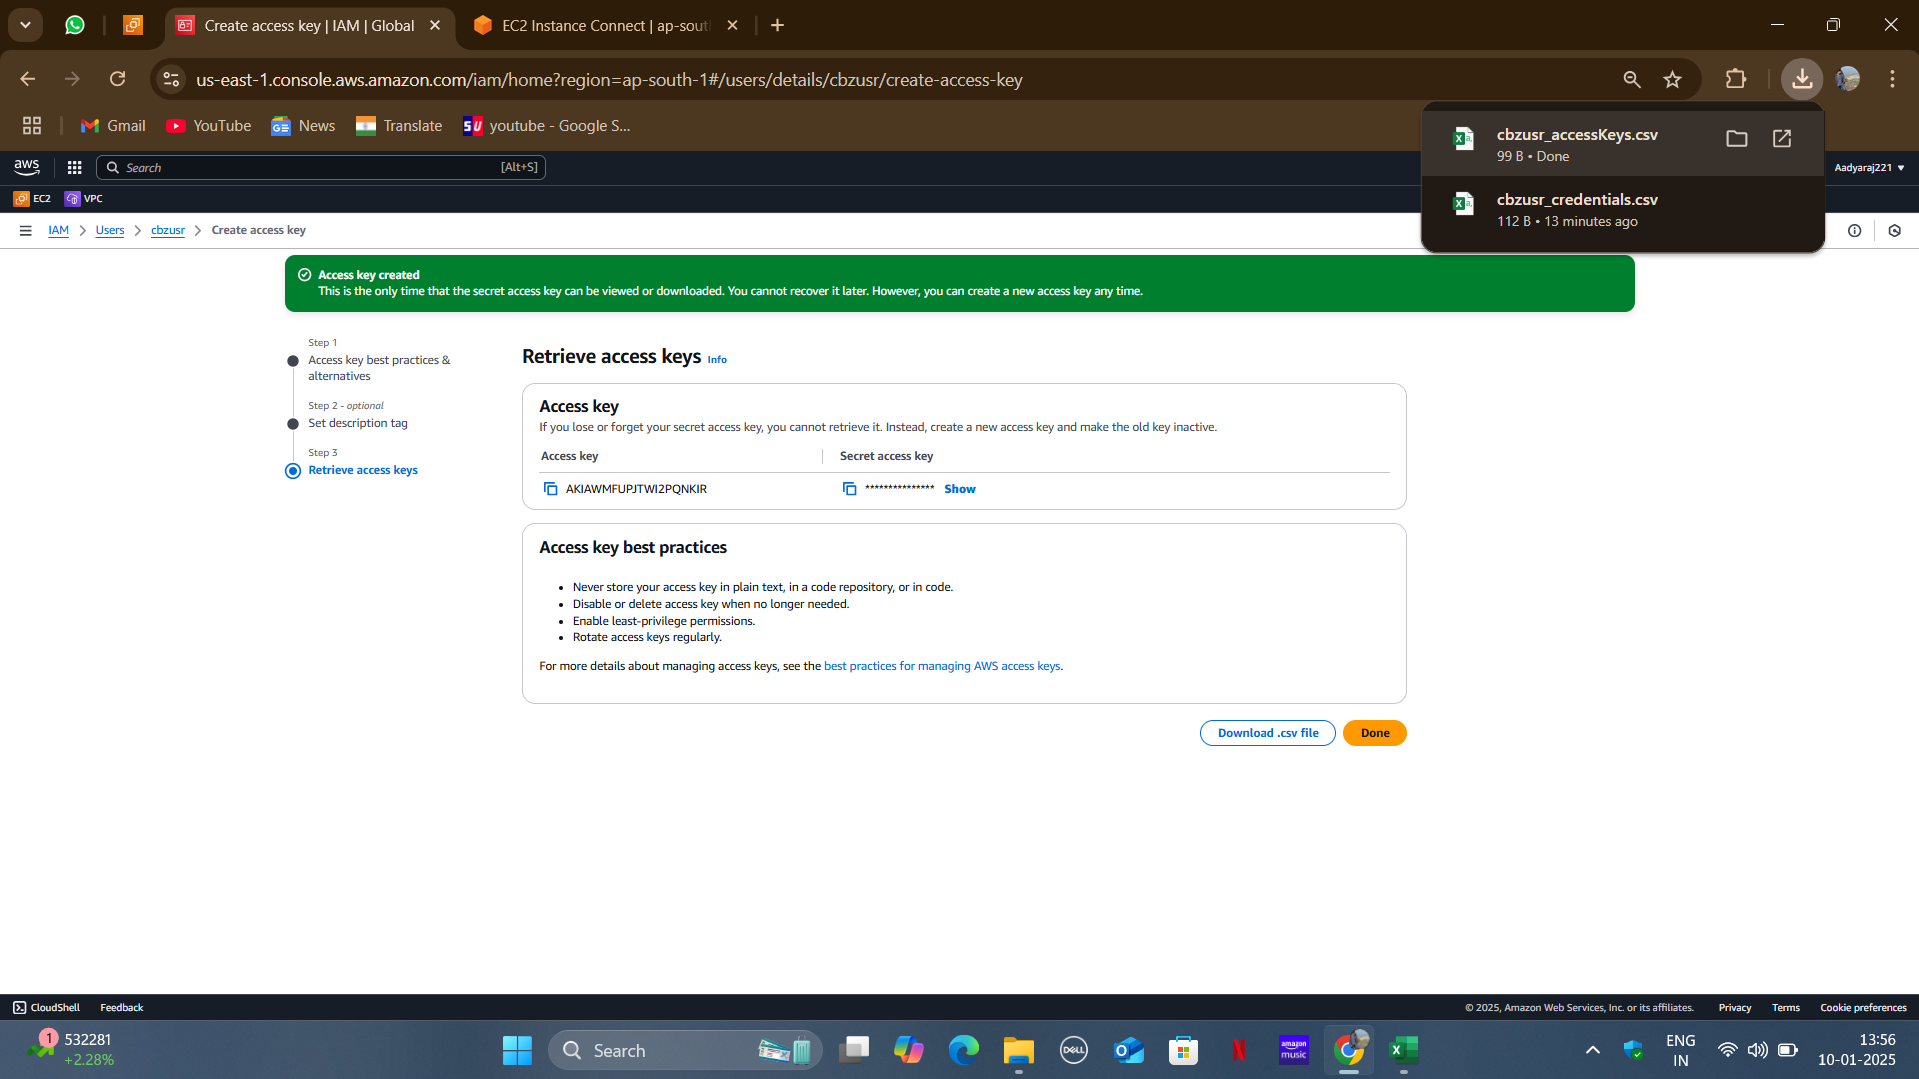 Create access key | IAM | Global
EC2 Instance Connect | ap-sout
us-east-1.console.aws.amazon.com/iam/home?region=ap-south-1#/users/details/cbzusr/create-access-key
Gmail
YouTube
News
Translate
youtube - Google S...
cbzusr_accessKeys.csv
99 B • Done
cbzusr_credentials.csv
112 B • 13 minutes ago
aws
Search
[Alt+S]
Aadyaraj221
EC2
VPC
IAM
Users
cbzusr
Create access key
Access key created
This is the only time that the secret access key can be viewed or downloaded. You cannot recover it later. However, you can create a new access key any time.
Step 1
Access key best practices &
alternatives
Step 2 - optional
Set description tag
Step 3
Retrieve access keys
Retrieve access keys Info
Access key
If you lose or forget your secret access key, you cannot retrieve it. Instead, create a new access key and make the old key inactive.
Access key
Secret access key
AKIAWMFUPJTWI2PQNKIR
*************** Show
Access key best practices
• Never store your access key in plain text, in a code repository, or in code.
• Disable or delete access key when no longer needed.
• Enable least-privilege permissions.
• Rotate access keys regularly.
For more details about managing access keys, see the best practices for managing AWS access keys.
Download .csv file
Done
CloudShell
Feedback
© 2025, Amazon Web Services, Inc. or its affiliates.
Privacy
Terms
Cookie preferences
1
532281
+2.28%
Search
DELL
amazon music
ENG
IN
13:56
10-01-2025